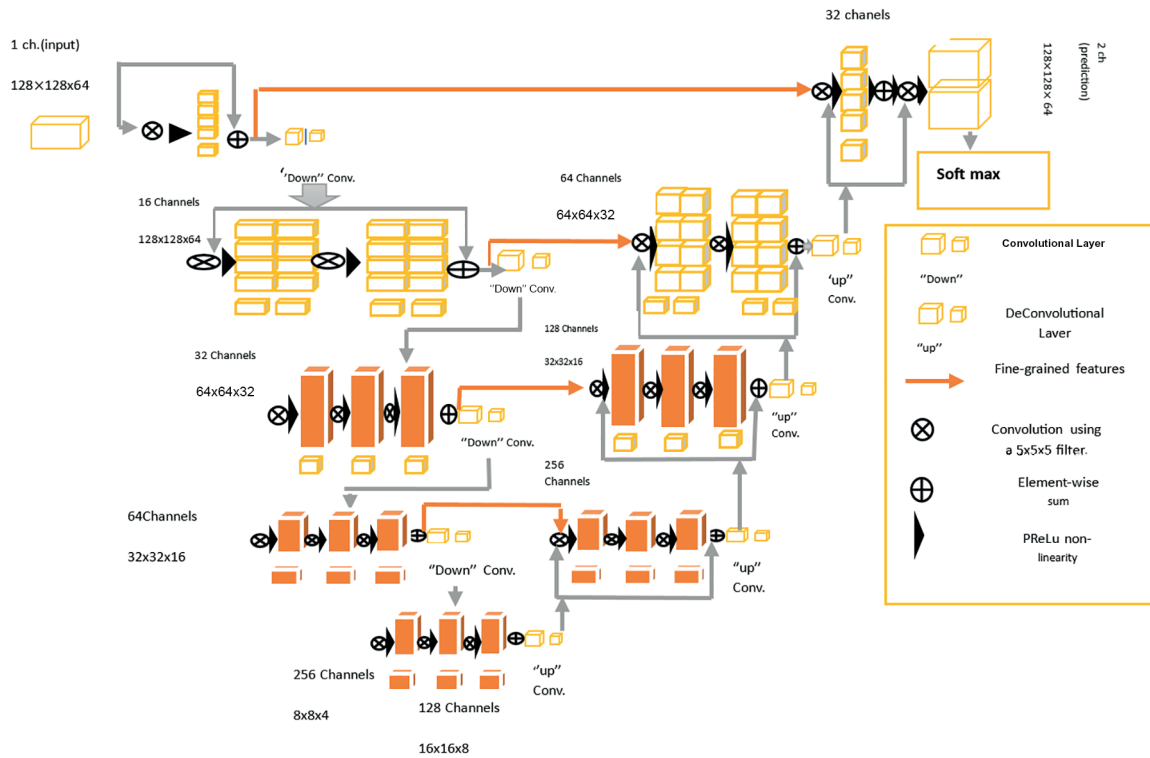 32 chanels
1 ch.(input)
128×128x64
2 ch
(prediction)
128×128× 64
Soft max
‘‘Down’’ Conv.
16 Channels
128x128x64
64 Channels
64x64x32
‘‘Down’’ Conv.
‘up’’
Conv.
32 Channels
64x64x32
128 Channels
32x32x16
‘‘Down’’ Conv.
‘‘up’’
Conv.
256
Channels
64Channels
32x32x16
‘‘Down’’ Conv.
‘‘up’’
Conv.
‘‘up’’
Conv.
256 Channels
8x8x4
128 Channels
16x16x8
Convolutional Layer
‘‘Down’’
DeConvolutional
Layer
‘‘up’’
Fine-grained features
Convolution using
a 5x5x5 filter.
Element-wise
sum
PReLu non-
linearity